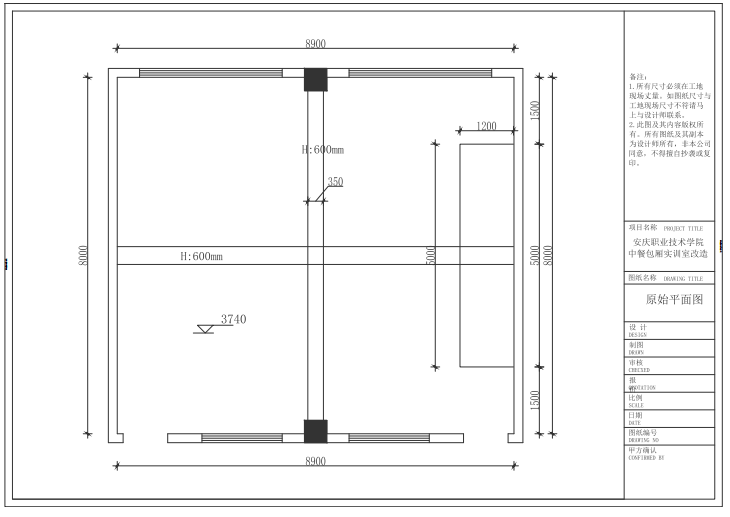 8900
H:600mm
350
1200
1500
8000
H:600mm
5000
5000
8000
3740
1500
8900
备注:
1.所有尺寸必须在工地
现场丈量。如图纸尺寸与
工地现场尺寸不符请马
上与设计师联系。
2.此图及其内容版权所
有。所有图纸及其副本
为设计师所有，非本公司
同意，不得擅自抄袭或复
印。
项目名称 PROJECT TITLE
安庆职业技术学院
中餐包厢实训室改造
图纸名称 DRAWING TITLE
原始平面图
设 计
DESIGN
制图
DRAWN
审核
CHECKED
比例
SCALE
日期
DATE
图纸编号
DRAWING NO
甲方确认
CONFIRMED BY